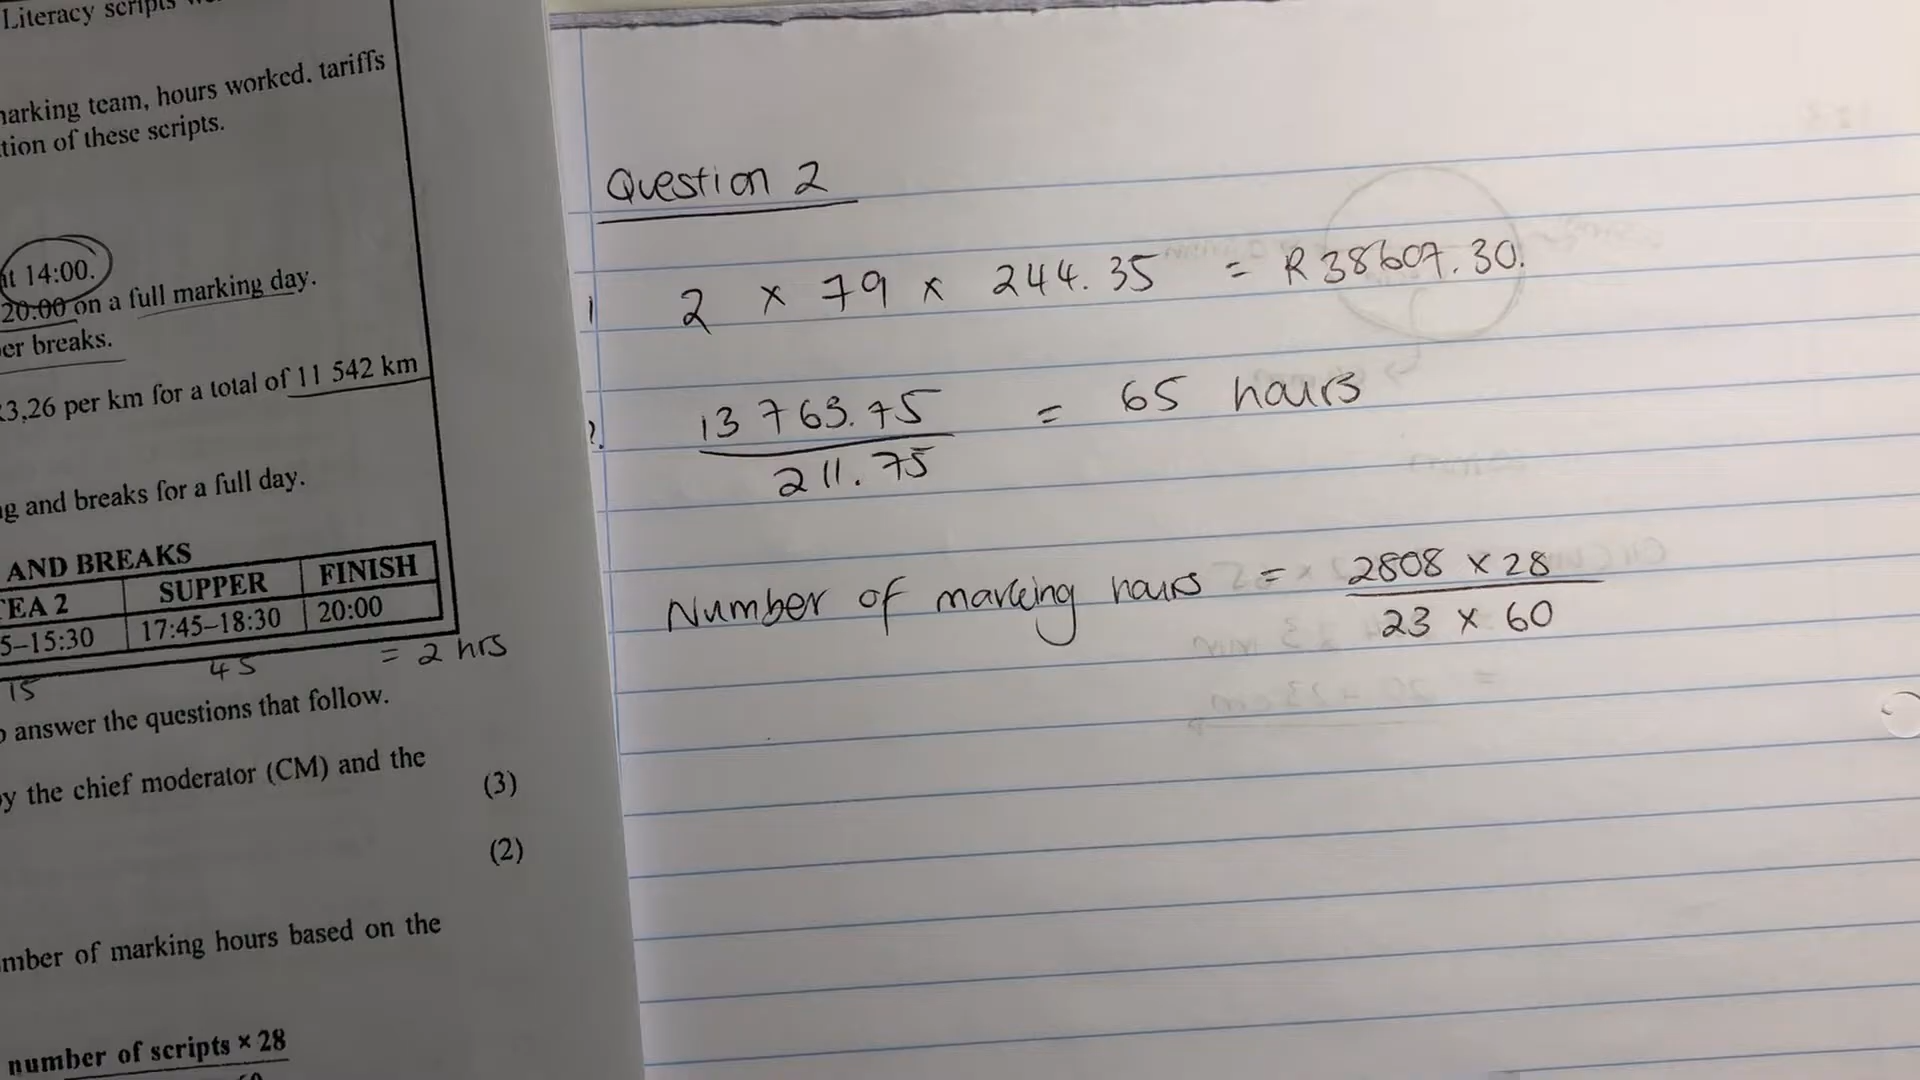 Literacy scripts
marking team, hours worked. tariffs
tion of these scripts.
at 14:00.
20:00 on a full marking day.
er breaks.
3,26 per km for a total of 11 542 km
g and breaks for a full day.
AND BREAKS
TEA 2 SUPPER FINISH
5–15:30 17:45–18:30 20:00
15 45 = 2 hrs
o answer the questions that follow.
by the chief moderator (CM) and the
(3)
(2)
mber of marking hours based on the
number of scripts × 28
Question 2
1 2 × 79 × 244.35 = R38607.30.
2. 13 763.75 = 65 hours
211.75
Number of marking hours = 2808 × 28
23 × 60